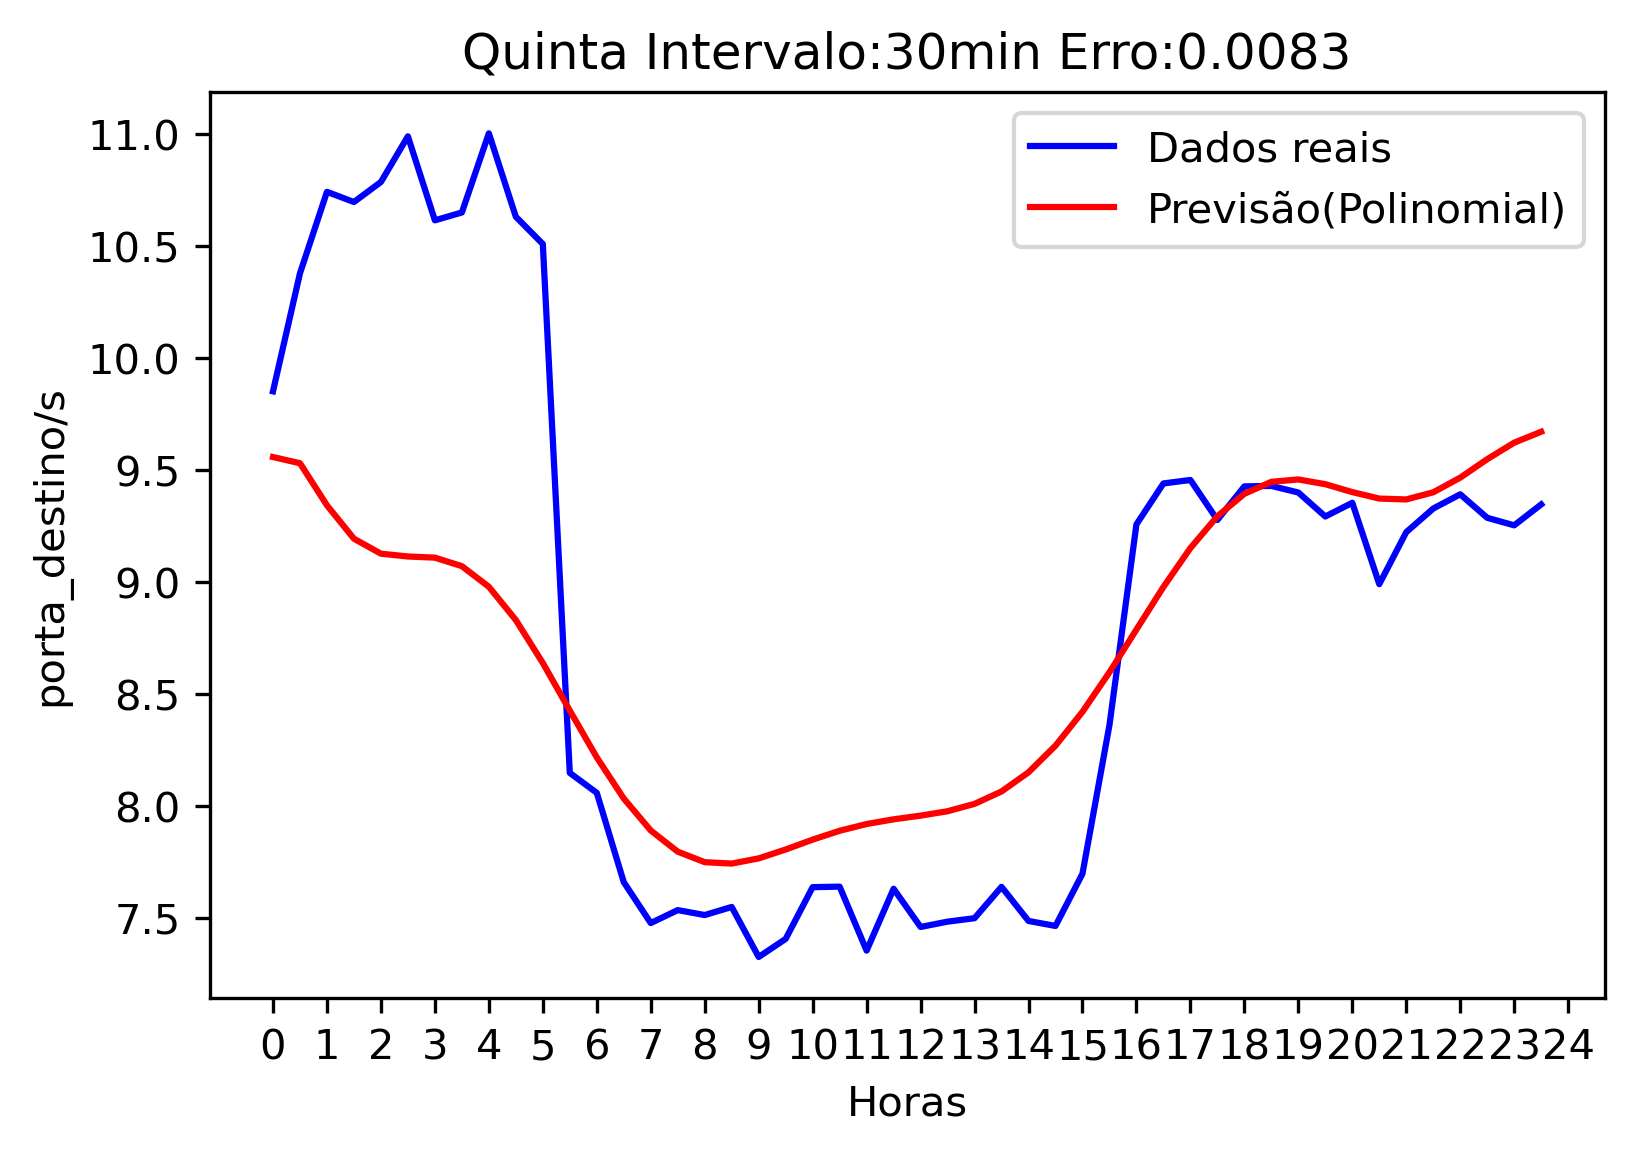 Quinta Intervalo:30min Erro:0.0083
Dados reais
Previsão(Polinomial)
11.0
10.5
10.0
9.5
9.0
8.5
8.0
7.5
porta_destino/s
0 1 2 3 4 5 6 7 8 9 10 11 12 13 14 15 16 17 18 19 20 21 22 23 24
Horas